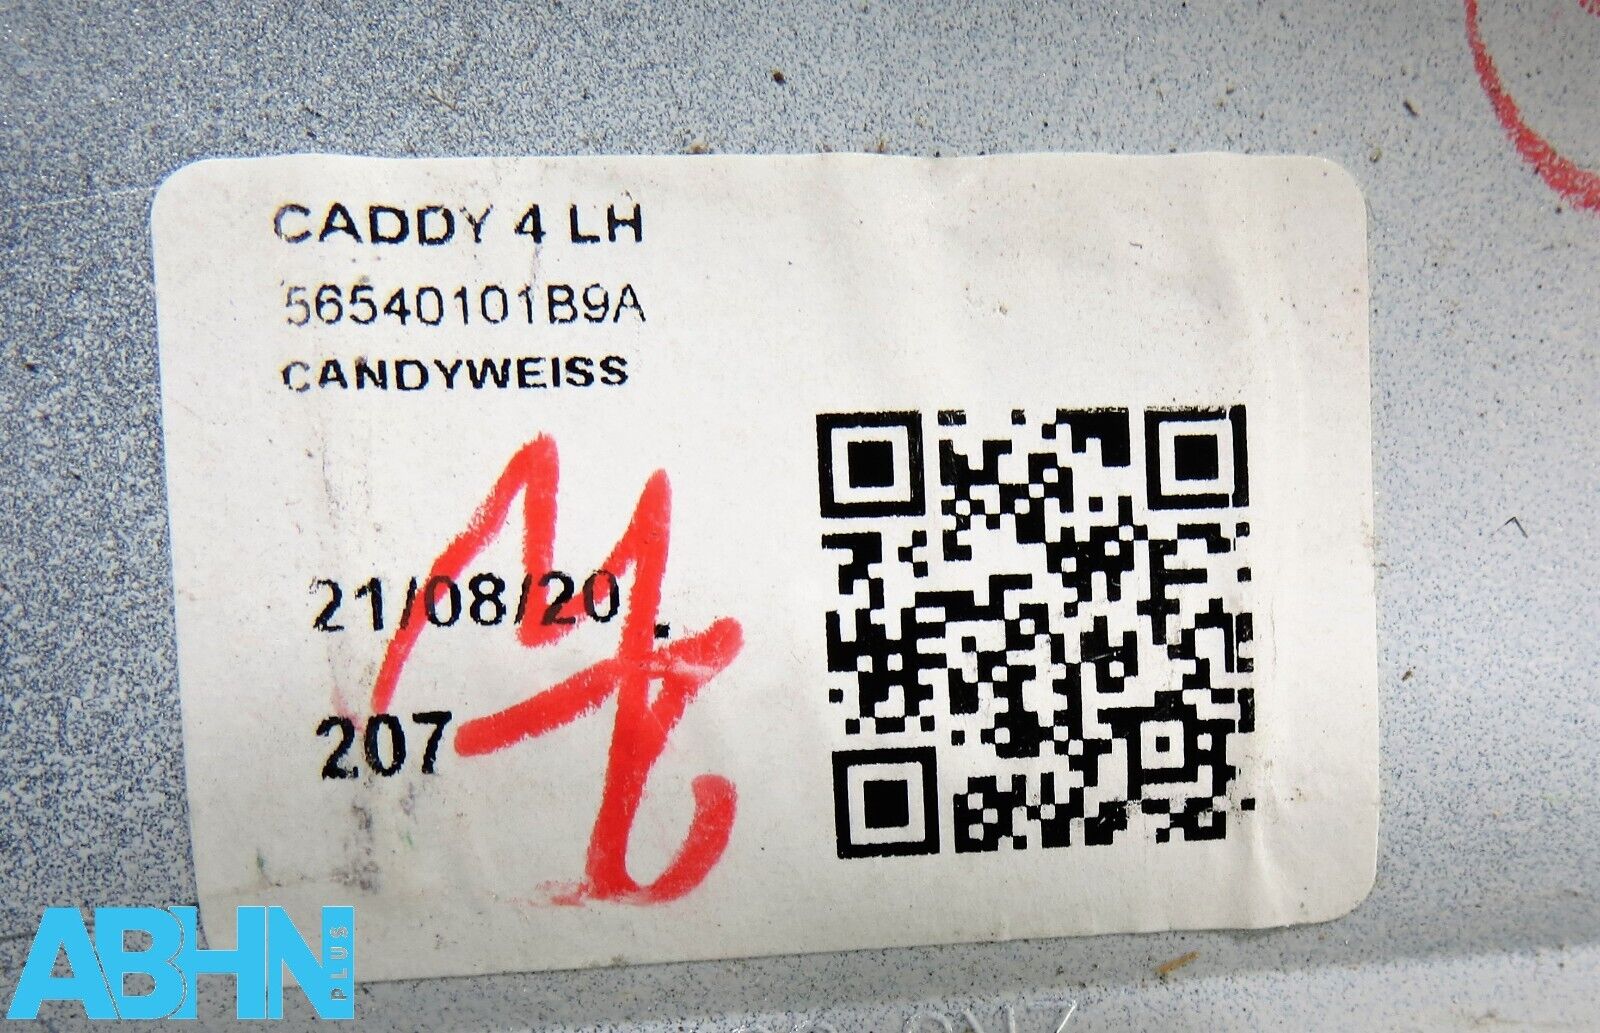 CADDY 4 LH
56540101B9A
CANDYWEISS
21/08/20
207
ABHN PLUS